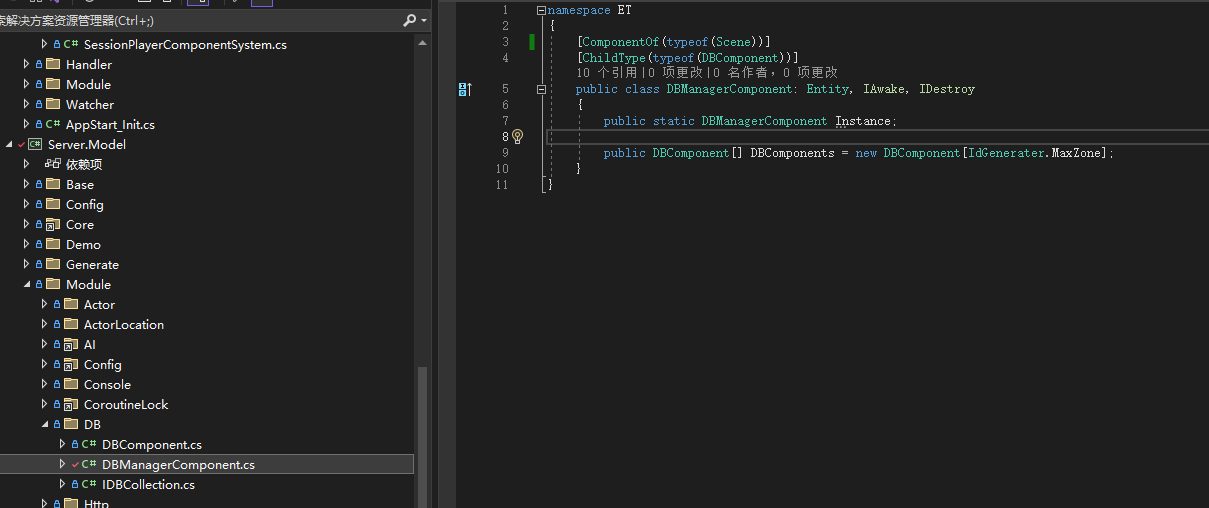 案解决方案资源管理器(Ctrl+;)
SessionPlayerComponentSystem.cs
Handler
Module
Watcher
AppStart_Init.cs
Server.Model
依赖项
Base
Config
Core
Demo
Generate
Module
Actor
ActorLocation
AI
Config
Console
CoroutineLock
DB
DBComponent.cs
DBManagerComponent.cs
IDBCollection.cs
Http
1 namespace ET
2 {
3 [ComponentOf(typeof(Scene))]
4 [ChildType(typeof(DBComponent))]
10 个引用|0 项更改|0 名作者，0 项更改
5 public class DBManagerComponent: Entity, IAwake, IDestroy
6 {
7 public static DBManagerComponent Instance;
8
9 public DBComponent[] DBComponents = new DBComponent[IdGenerater.MaxZone];
10 }
11 }